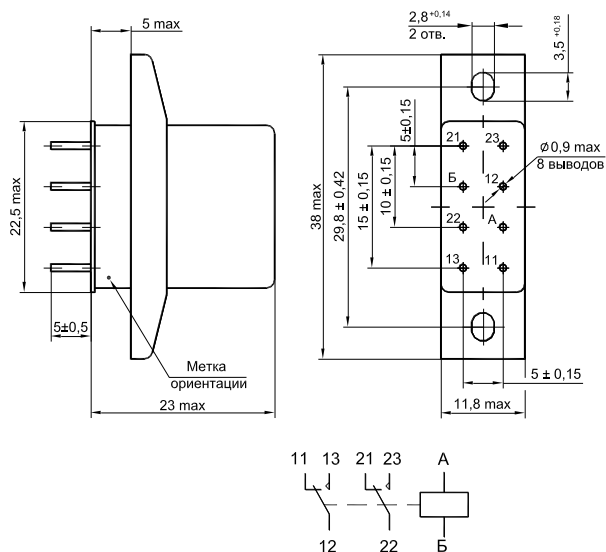 5 max
2,8+0,14
2 отв.
3,5 +0,18
22,5 max
5±0,5
Метка
ориентации
23 max
38 max
29,8 ± 0,42
15 ± 0,15
10 ± 0,15
5±0,15
21 23
Б 12
22 А
13 11
Ø0,9 max
8 выводов
5 ± 0,15
11,8 max
11 13 21 23 А
12 22 Б